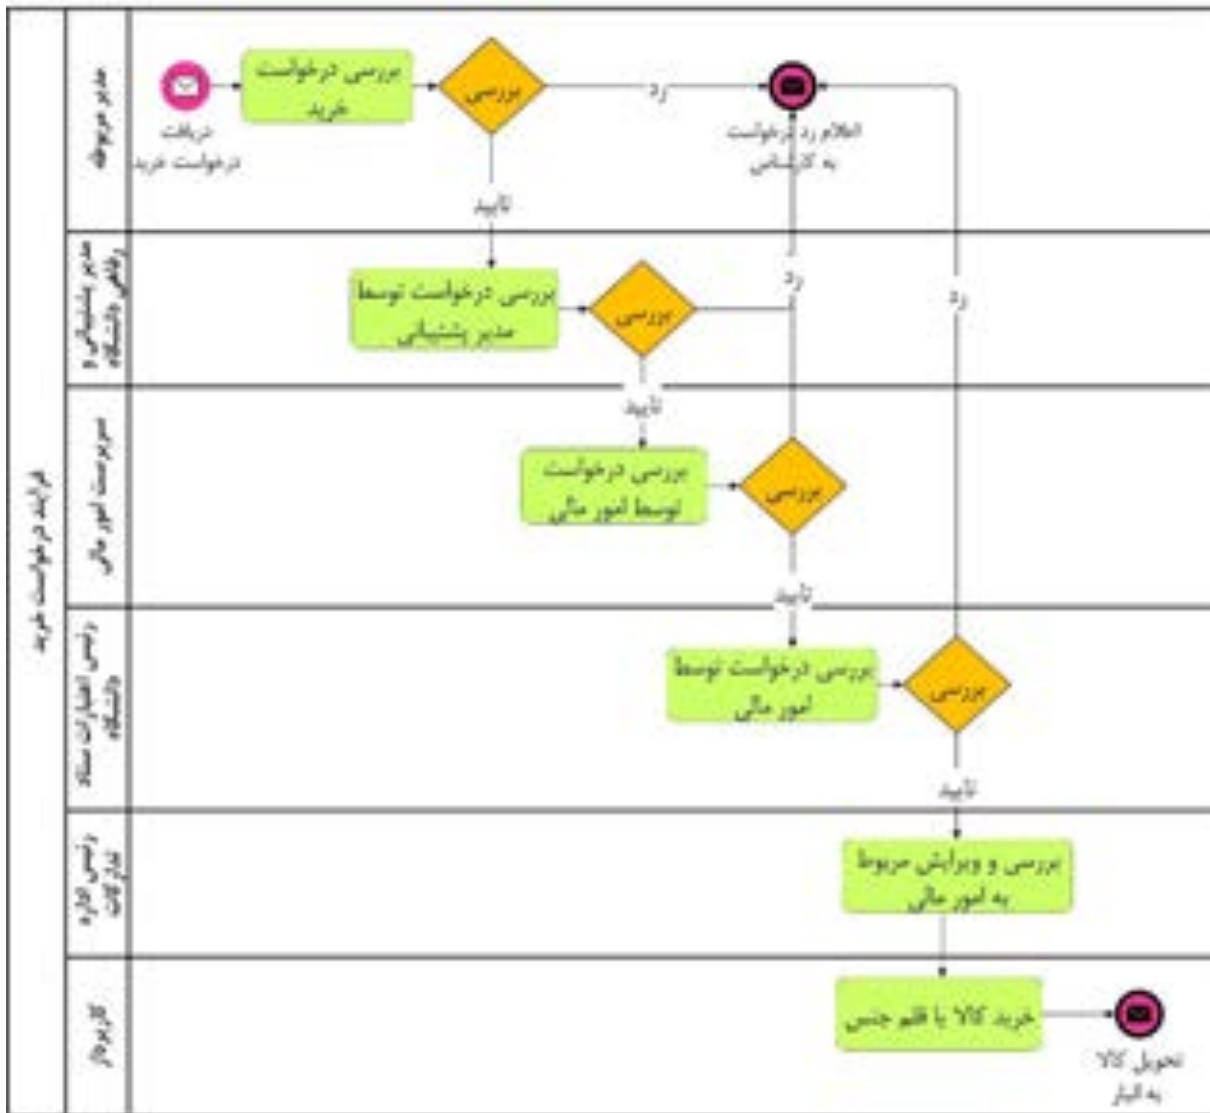 فرایند درخواست خرید
مدیر مربوطه
دریافت
درخواست خرید
بررسی درخواست
خرید
بررسی
رد
اعلام رد درخواست
به کارشناس
تایید
مدیر پشتیبانی و
رفاهی دانشگاه
بررسی درخواست توسط
مدیر پشتیبانی
بررسی
رد
رد
تایید
سرپرست امور مالی
بررسی درخواست
توسط امور مالی
بررسی
تایید
رئیس اعتبارات ستاد
دانشگاه
بررسی درخواست توسط
امور مالی
بررسی
تایید
رئیس اداره
تدارکات
بررسی و ویرایش مربوط
به امور مالی
کارپرداز
خرید کالا یا قلم جنس
تحویل کالا
به انبار